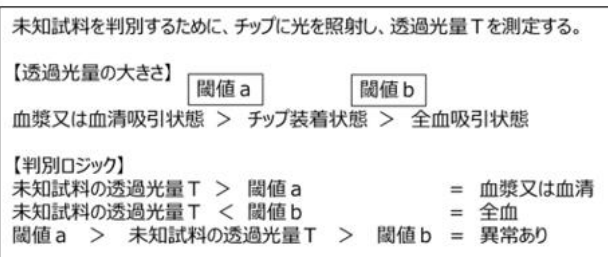 未知試料を判別するために、チップに光を照射し、透過光量Tを測定する。
【透過光量の大きさ】
閾値a 閾値b
血漿又は血清吸引状態 > チップ装着状態 > 全血吸引状態
【判別ロジック】
未知試料の透過光量T > 閾値a = 血漿又は血清
未知試料の透過光量T < 閾値b = 全血
閾値a > 未知試料の透過光量T > 閾値b = 異常あり